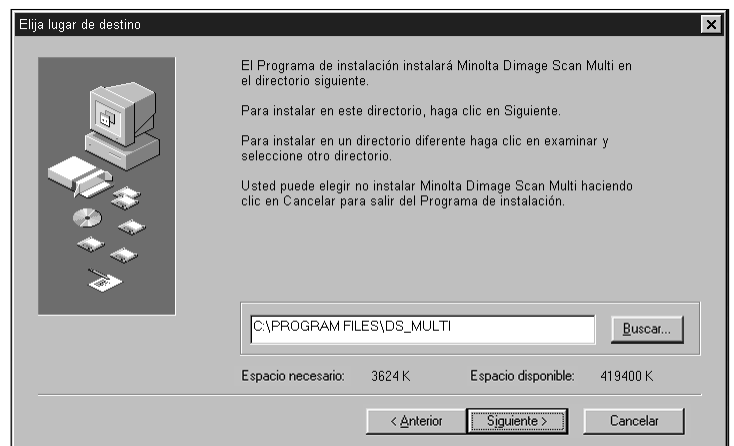 Elija lugar de destino
El Programa de instalación instalará Minolta Dimage Scan Multi en
el directorio siguiente.
Para instalar en este directorio, haga clic en Siguiente.
Para instalar en un directorio diferente haga clic en examinar y
seleccione otro directorio.
Usted puede elegir no instalar Minolta Dimage Scan Multi haciendo
clic en Cancelar para salir del Programa de instalación.
C:\PROGRAM FILES\DS_MULTI
Buscar...
Espacio necesario: 3624 K Espacio disponible: 419400 K
< Anterior Siguiente > Cancelar